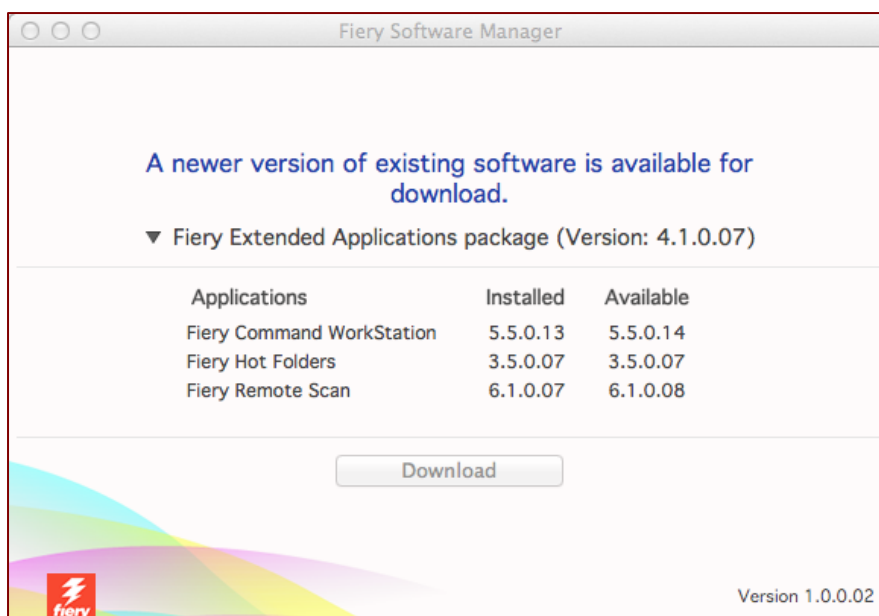 Fiery Software Manager
A newer version of existing software is available for
download.
▼ Fiery Extended Applications package (Version: 4.1.0.07)
Applications Installed Available
Fiery Command WorkStation 5.5.0.13 5.5.0.14
Fiery Hot Folders 3.5.0.07 3.5.0.07
Fiery Remote Scan 6.1.0.07 6.1.0.08
Download
fiery
Version 1.0.0.02